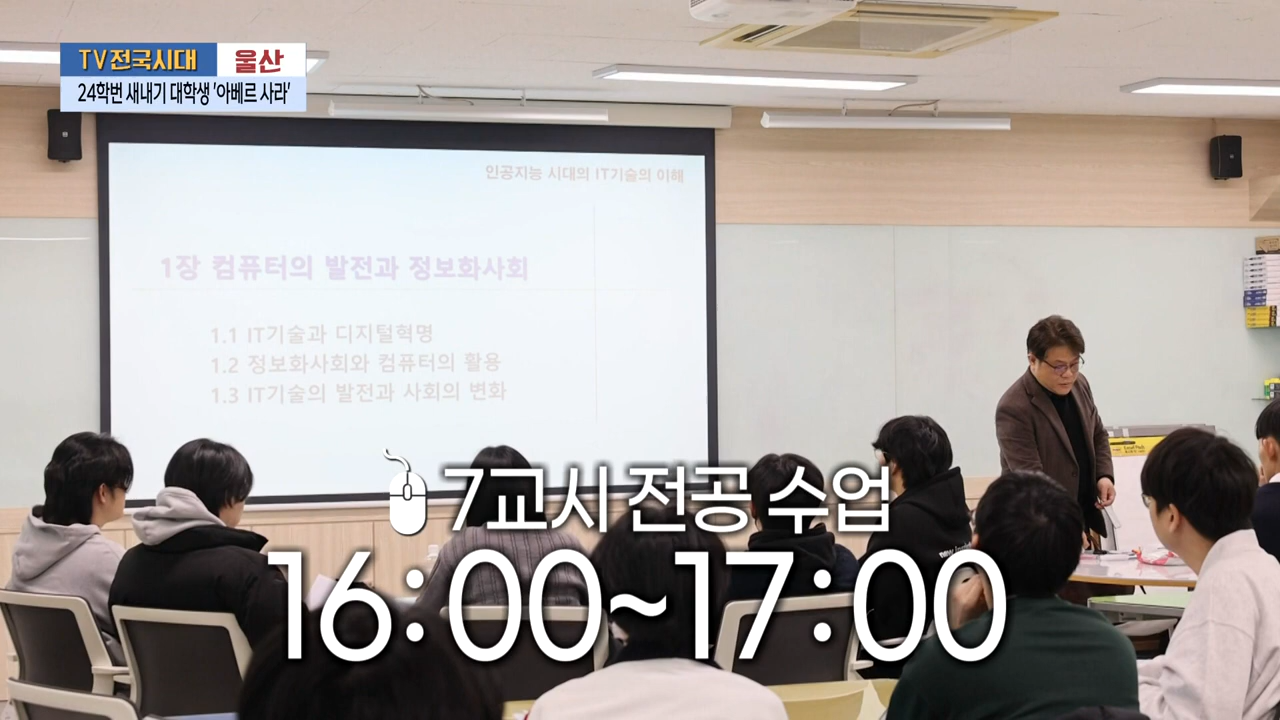 TV전국시대 울산
24학번 새내기 대학생 '아베르 사라'
인공지능 시대의 IT기술의 이해
1장 컴퓨터의 발전과 정보화사회
1.1 IT기술과 디지털혁명
1.2 정보화사회와 컴퓨터의 활용
1.3 IT기술의 발전과 사회의 변화
7교시 전공 수업
16:00~17:00